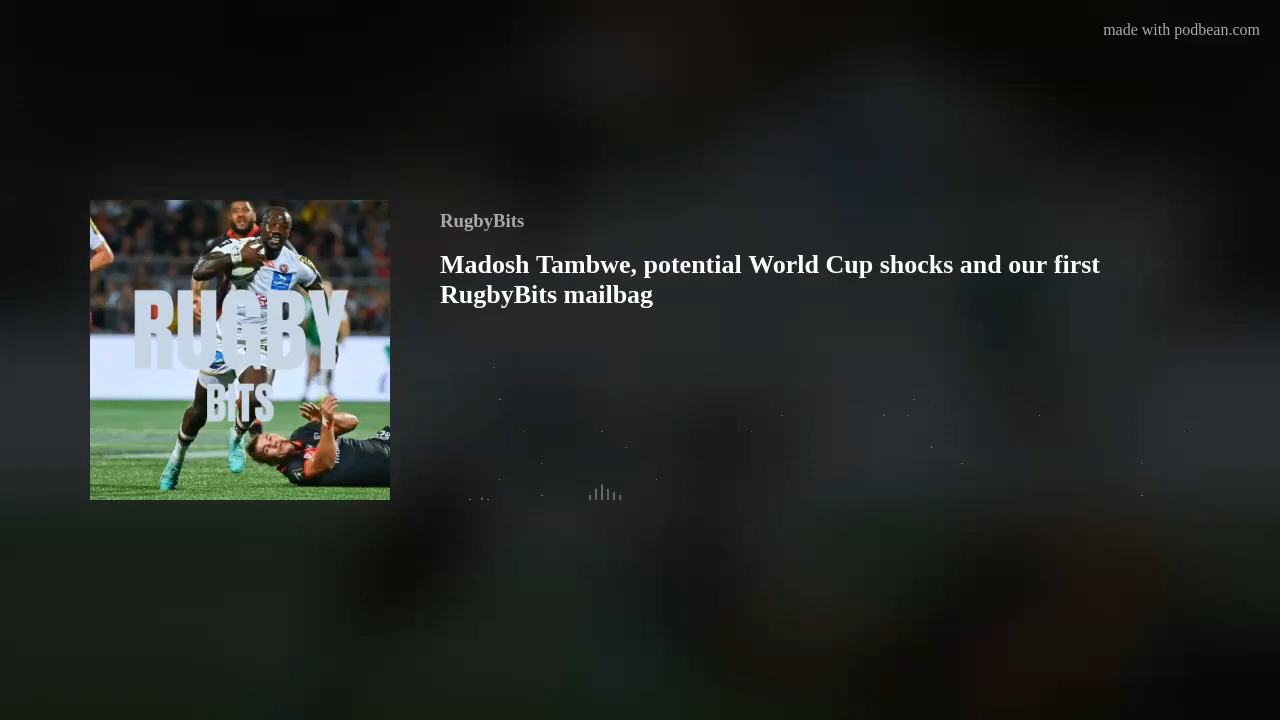 made with podbean.com
RugbyBits
Madosh Tambwe, potential World Cup shocks and our first
RugbyBits mailbag
RUGBY
BITS